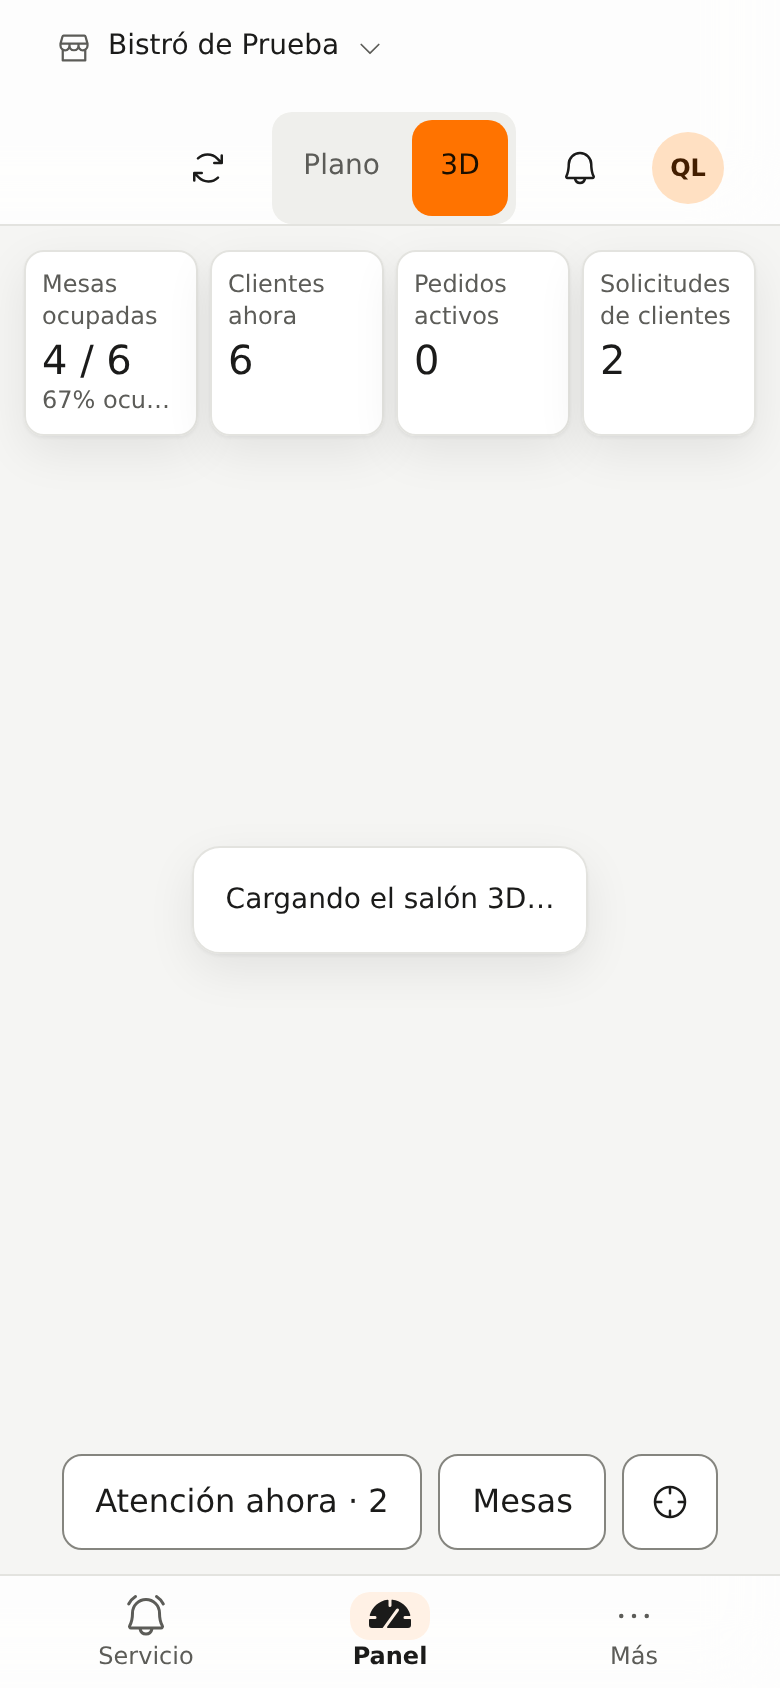 Bistró de Prueba
Plano
3D
QL
Mesas
ocupadas
4 / 6
67% ocu...
Clientes
ahora
6
Pedidos
activos
0
Solicitudes
de clientes
2
Cargando el salón 3D...
Atención ahora · 2
Mesas
Servicio
Panel
Más